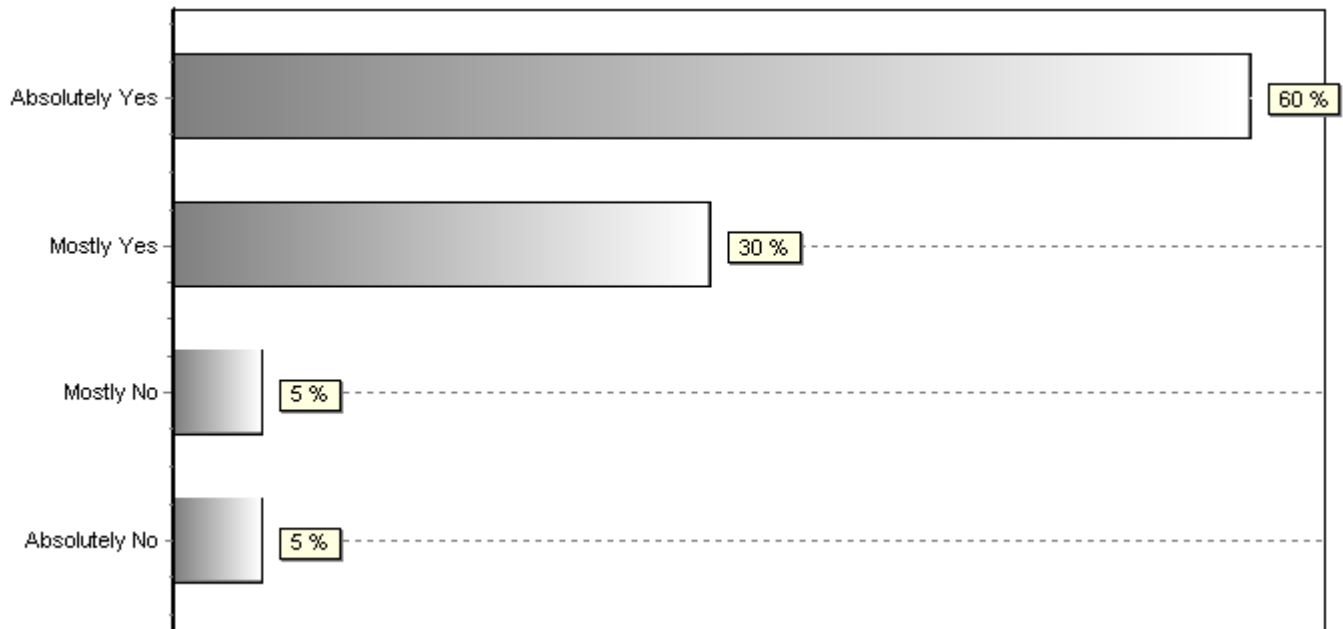 Absolutely Yes 60 %
Mostly Yes 30 %
Mostly No 5 %
Absolutely No 5 %